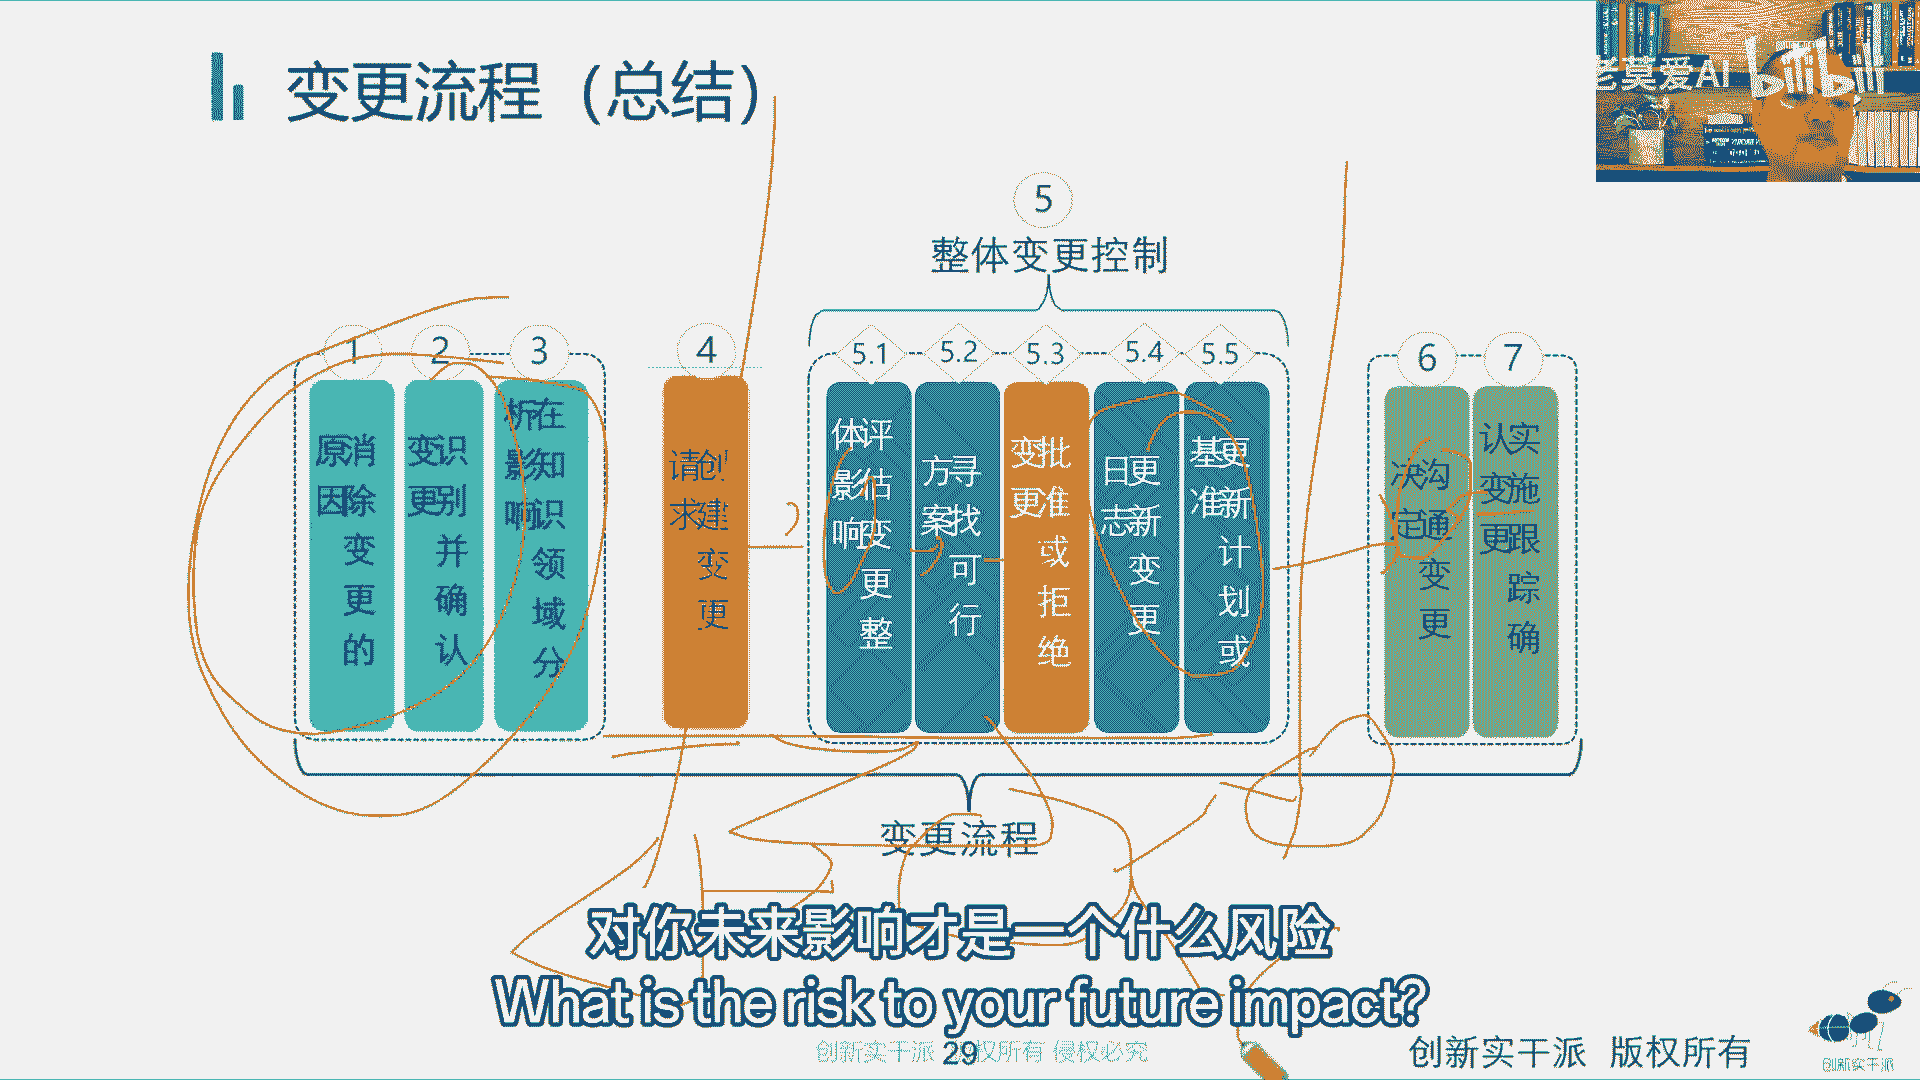 变更流程（总结）
老莫爱AI
bilibili
5
整体变更控制
1
消除变更的原因
2
识别并确认变更
3
在知识领域分析影响
4
创建变更请求
5.1
评估变更整体影响
5.2
寻找可行方案
5.3
批准或拒绝变更
5.4
更新变更日志
5.5
更新计划或基准
6
沟通变更决定
7
实施跟踪确认变更
变更流程
对你未来影响才是一个什么风险
What is the risk to your future impact?
创新实干派 版权所有 侵权必究
29
创新实干派 版权所有
创新实干派